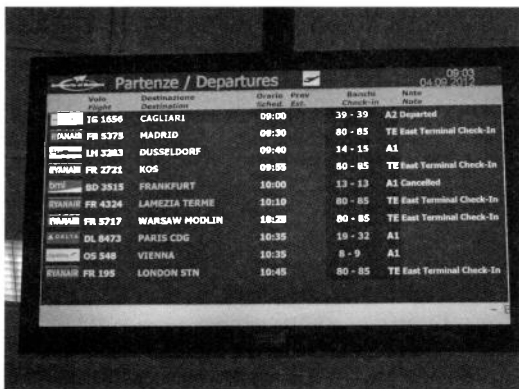 Partenze / Departures 09:03
04.09.2012
Volo Destinazione Orario Prev Banchi Note
Flight Destination Sched. Est. Check-in Note
IG 1656 CAGLIARI 09:00 39 - 39 A2 Departed
RYANAIR FR 5375 MADRID 09:30 80 - 85 TE East Terminal Check-In
LH 3283 DUSSELDORF 09:40 14 - 15 A1
RYANAIR FR 2721 KOS 09:55 80 - 85 TE East Terminal Check-In
bmi BD 3515 FRANKFURT 10:00 13 - 13 A1 Cancelled
RYANAIR FR 4324 LAMEZIA TERME 10:10 80 - 85 TE East Terminal Check-In
RYANAIR FR 5717 WARSAW MODLIN 80 - 85 TE East Terminal Check-In
DELTA DL 8473 PARIS CDG 10:35 19 - 32 A1
OS 548 VIENNA 10:35 8 - 9 A1
RYANAIR FR 195 LONDON STN 10:45 80 - 85 TE East Terminal Check-In